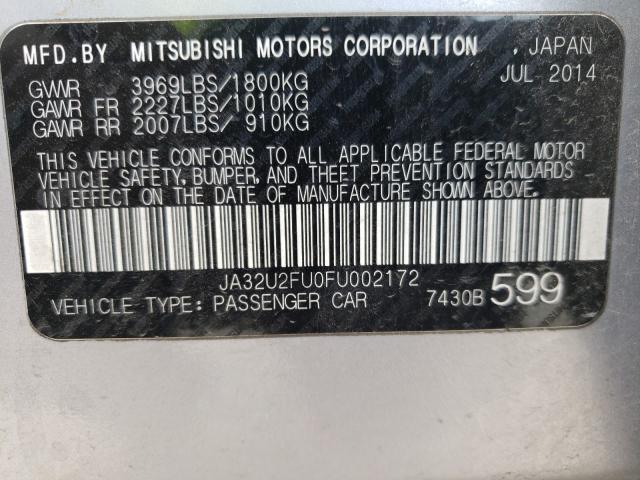 MFD.BY MITSUBISHI MOTORS CORPORATION , JAPAN
JUL 2014
GVWR 3969LBS/1800KG
GAWR FR 2227LBS/1010KG
GAWR RR 2007LBS/ 910KG
THIS VEHICLE CONFORMS TO ALL APPLICABLE FEDERAL MOTOR
VEHICLE SAFETY, BUMPER, AND THEFT PREVENTION STANDARDS
IN EFFECT ON THE DATE OF MANUFACTURE SHOWN ABOVE.
JA32U2FU0FU002172
VEHICLE TYPE: PASSENGER CAR 7430B 599